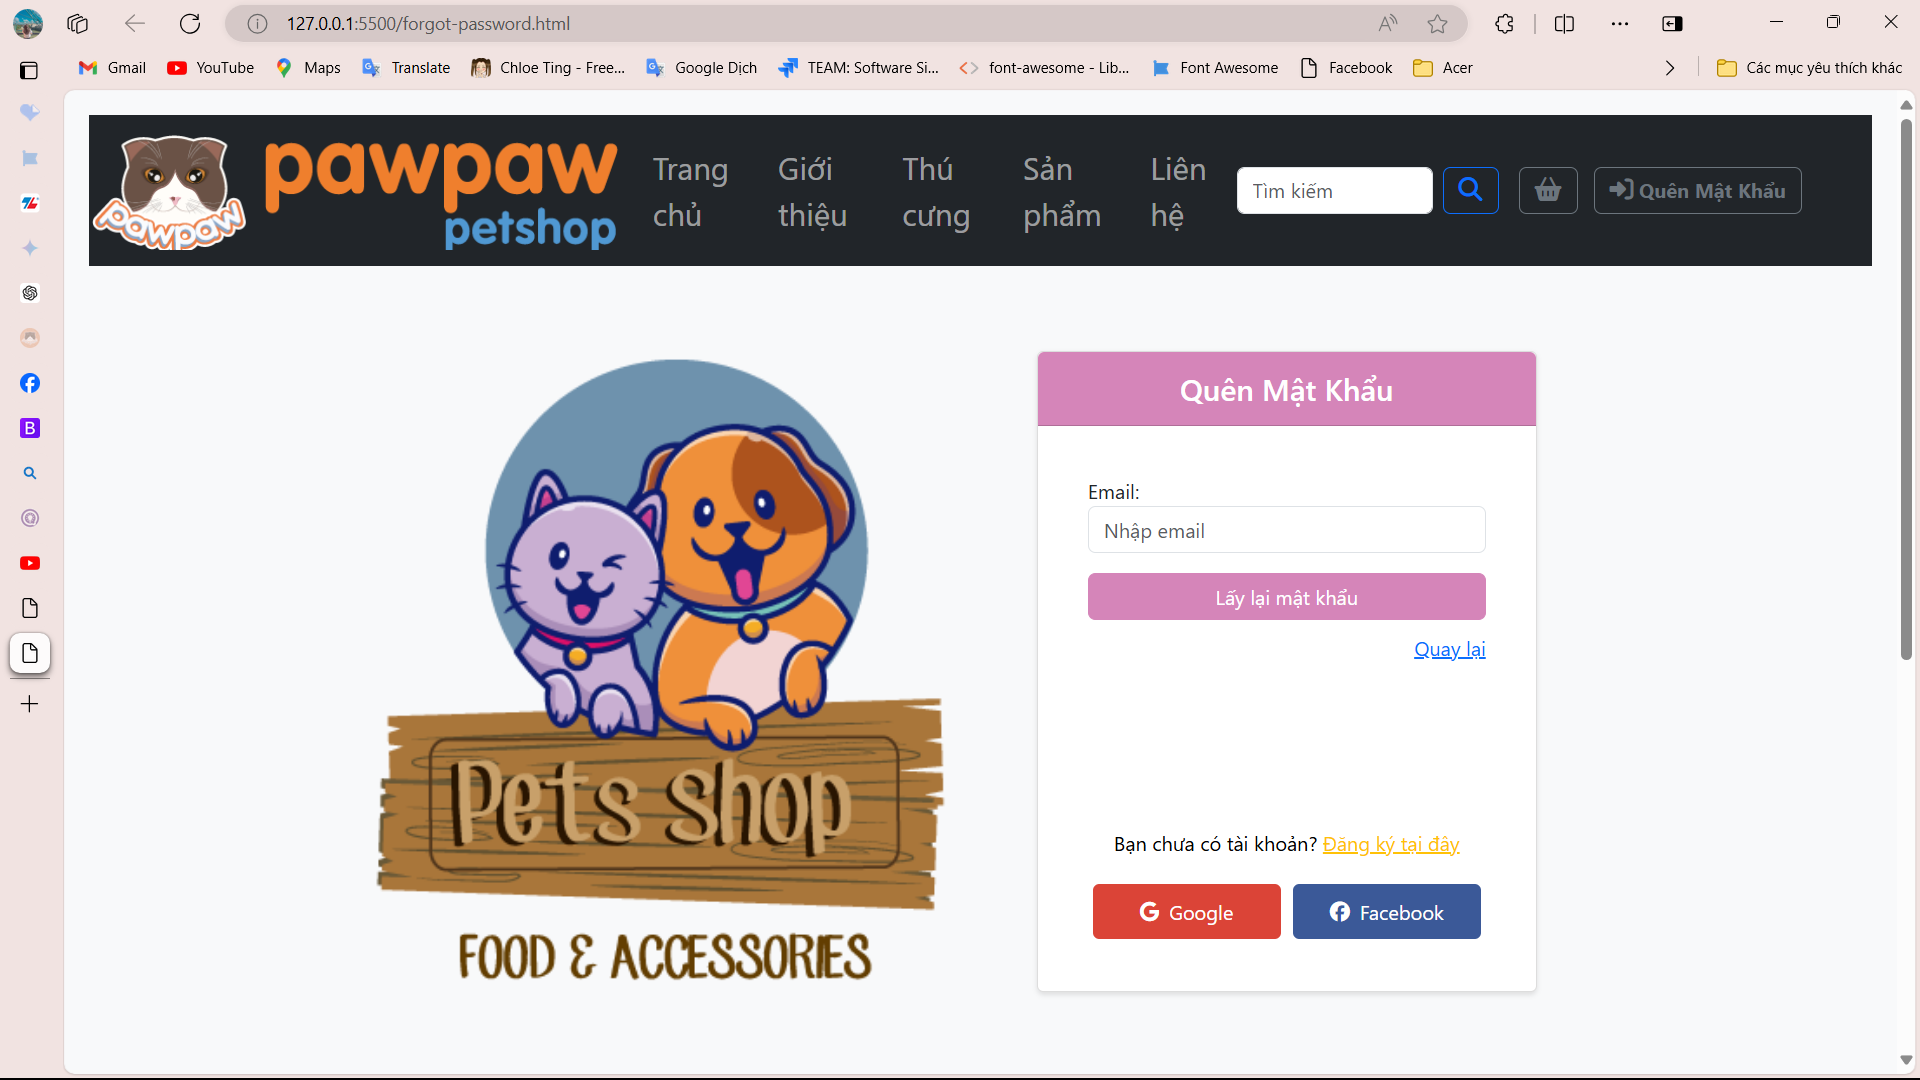 127.0.0.1:5500/forgot-password.html
Gmail
YouTube
Maps
Translate
Chloe Ting - Free...
Google Dịch
TEAM: Software Si...
font-awesome - Lib...
Font Awesome
Facebook
Acer
Các mục yêu thích khác
Pawpaw
pawpaw
petshop
Trang
chủ
Giới
thiệu
Thú
cưng
Sản
phẩm
Liên
hệ
Tìm kiếm
Quên Mật Khẩu
Quên Mật Khẩu
Email:
Nhập email
Lấy lại mật khẩu
Quay lại
Bạn chưa có tài khoản? Đăng ký tại đây
Google
Facebook
Pets shop
FOOD & ACCESSORIES